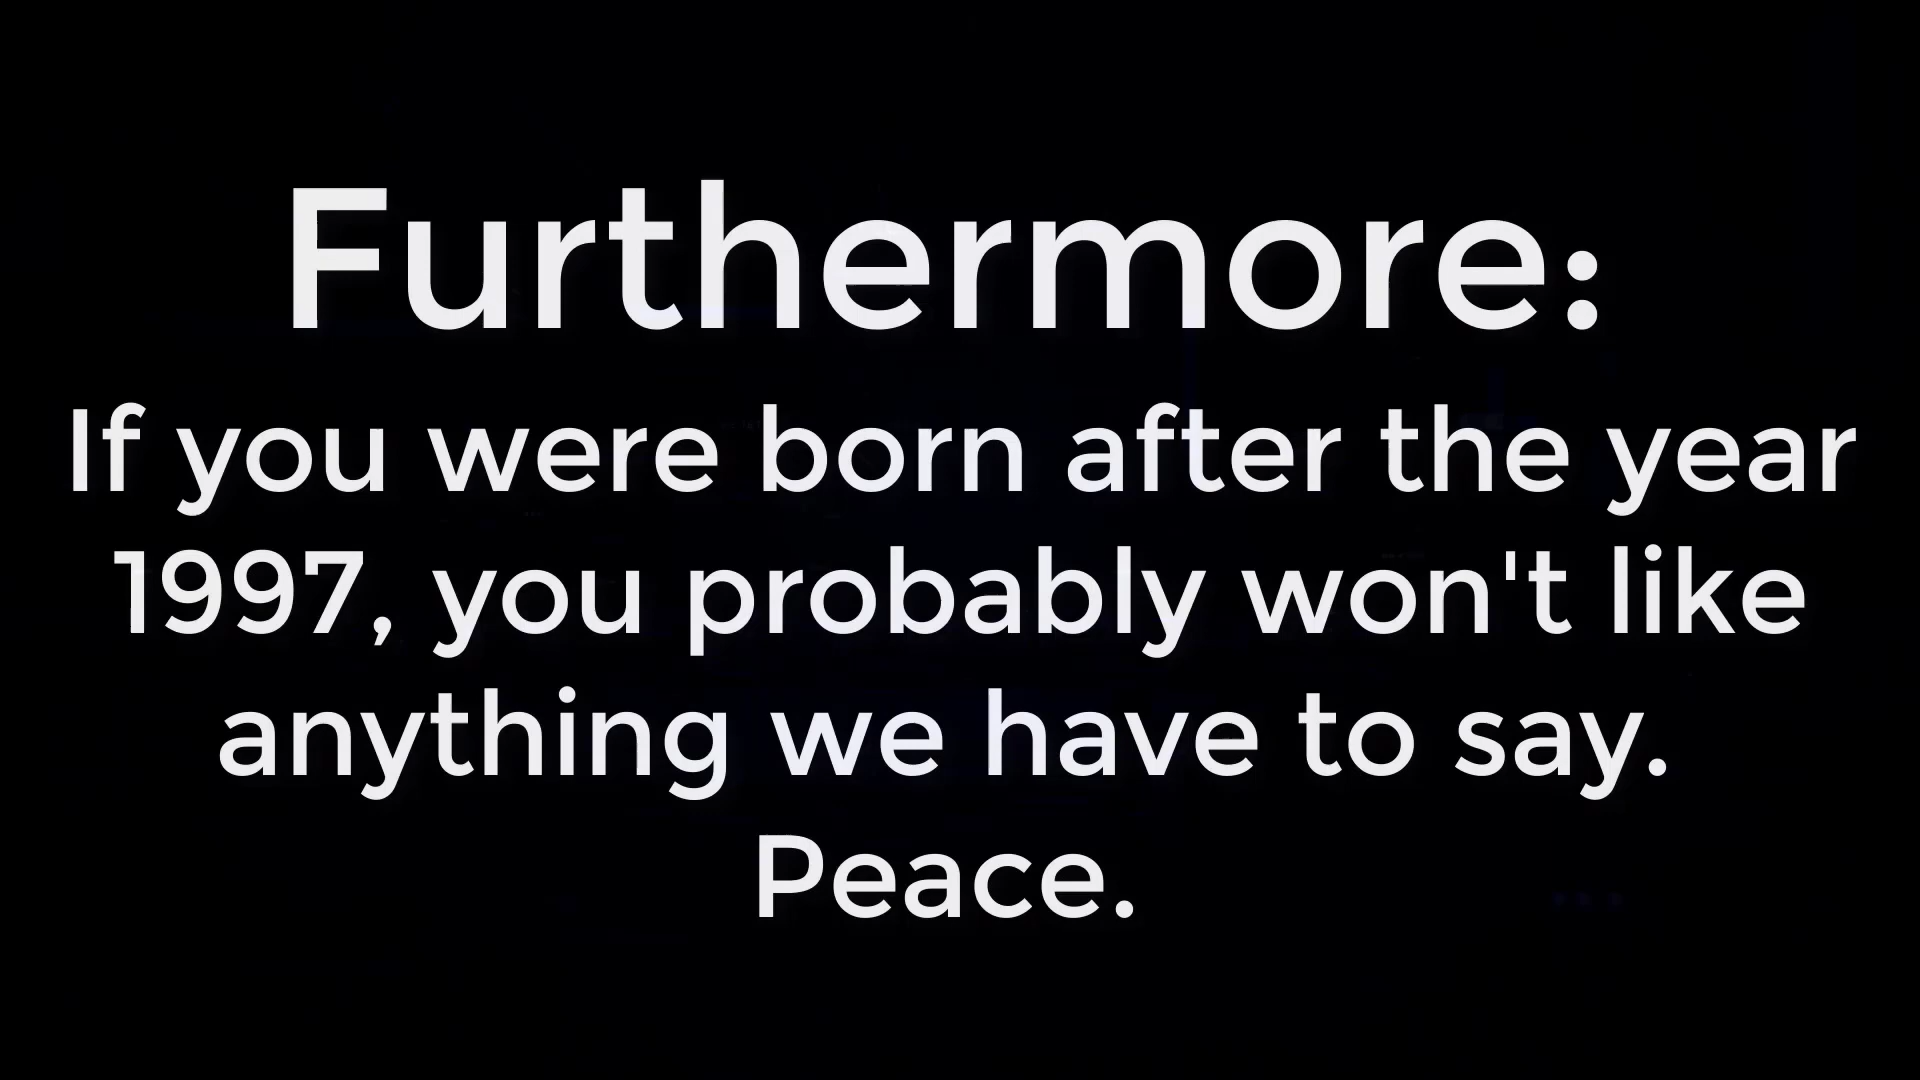 Furthermore:
If you were born after the year
1997, you probably won't like
anything we have to say.
Peace.